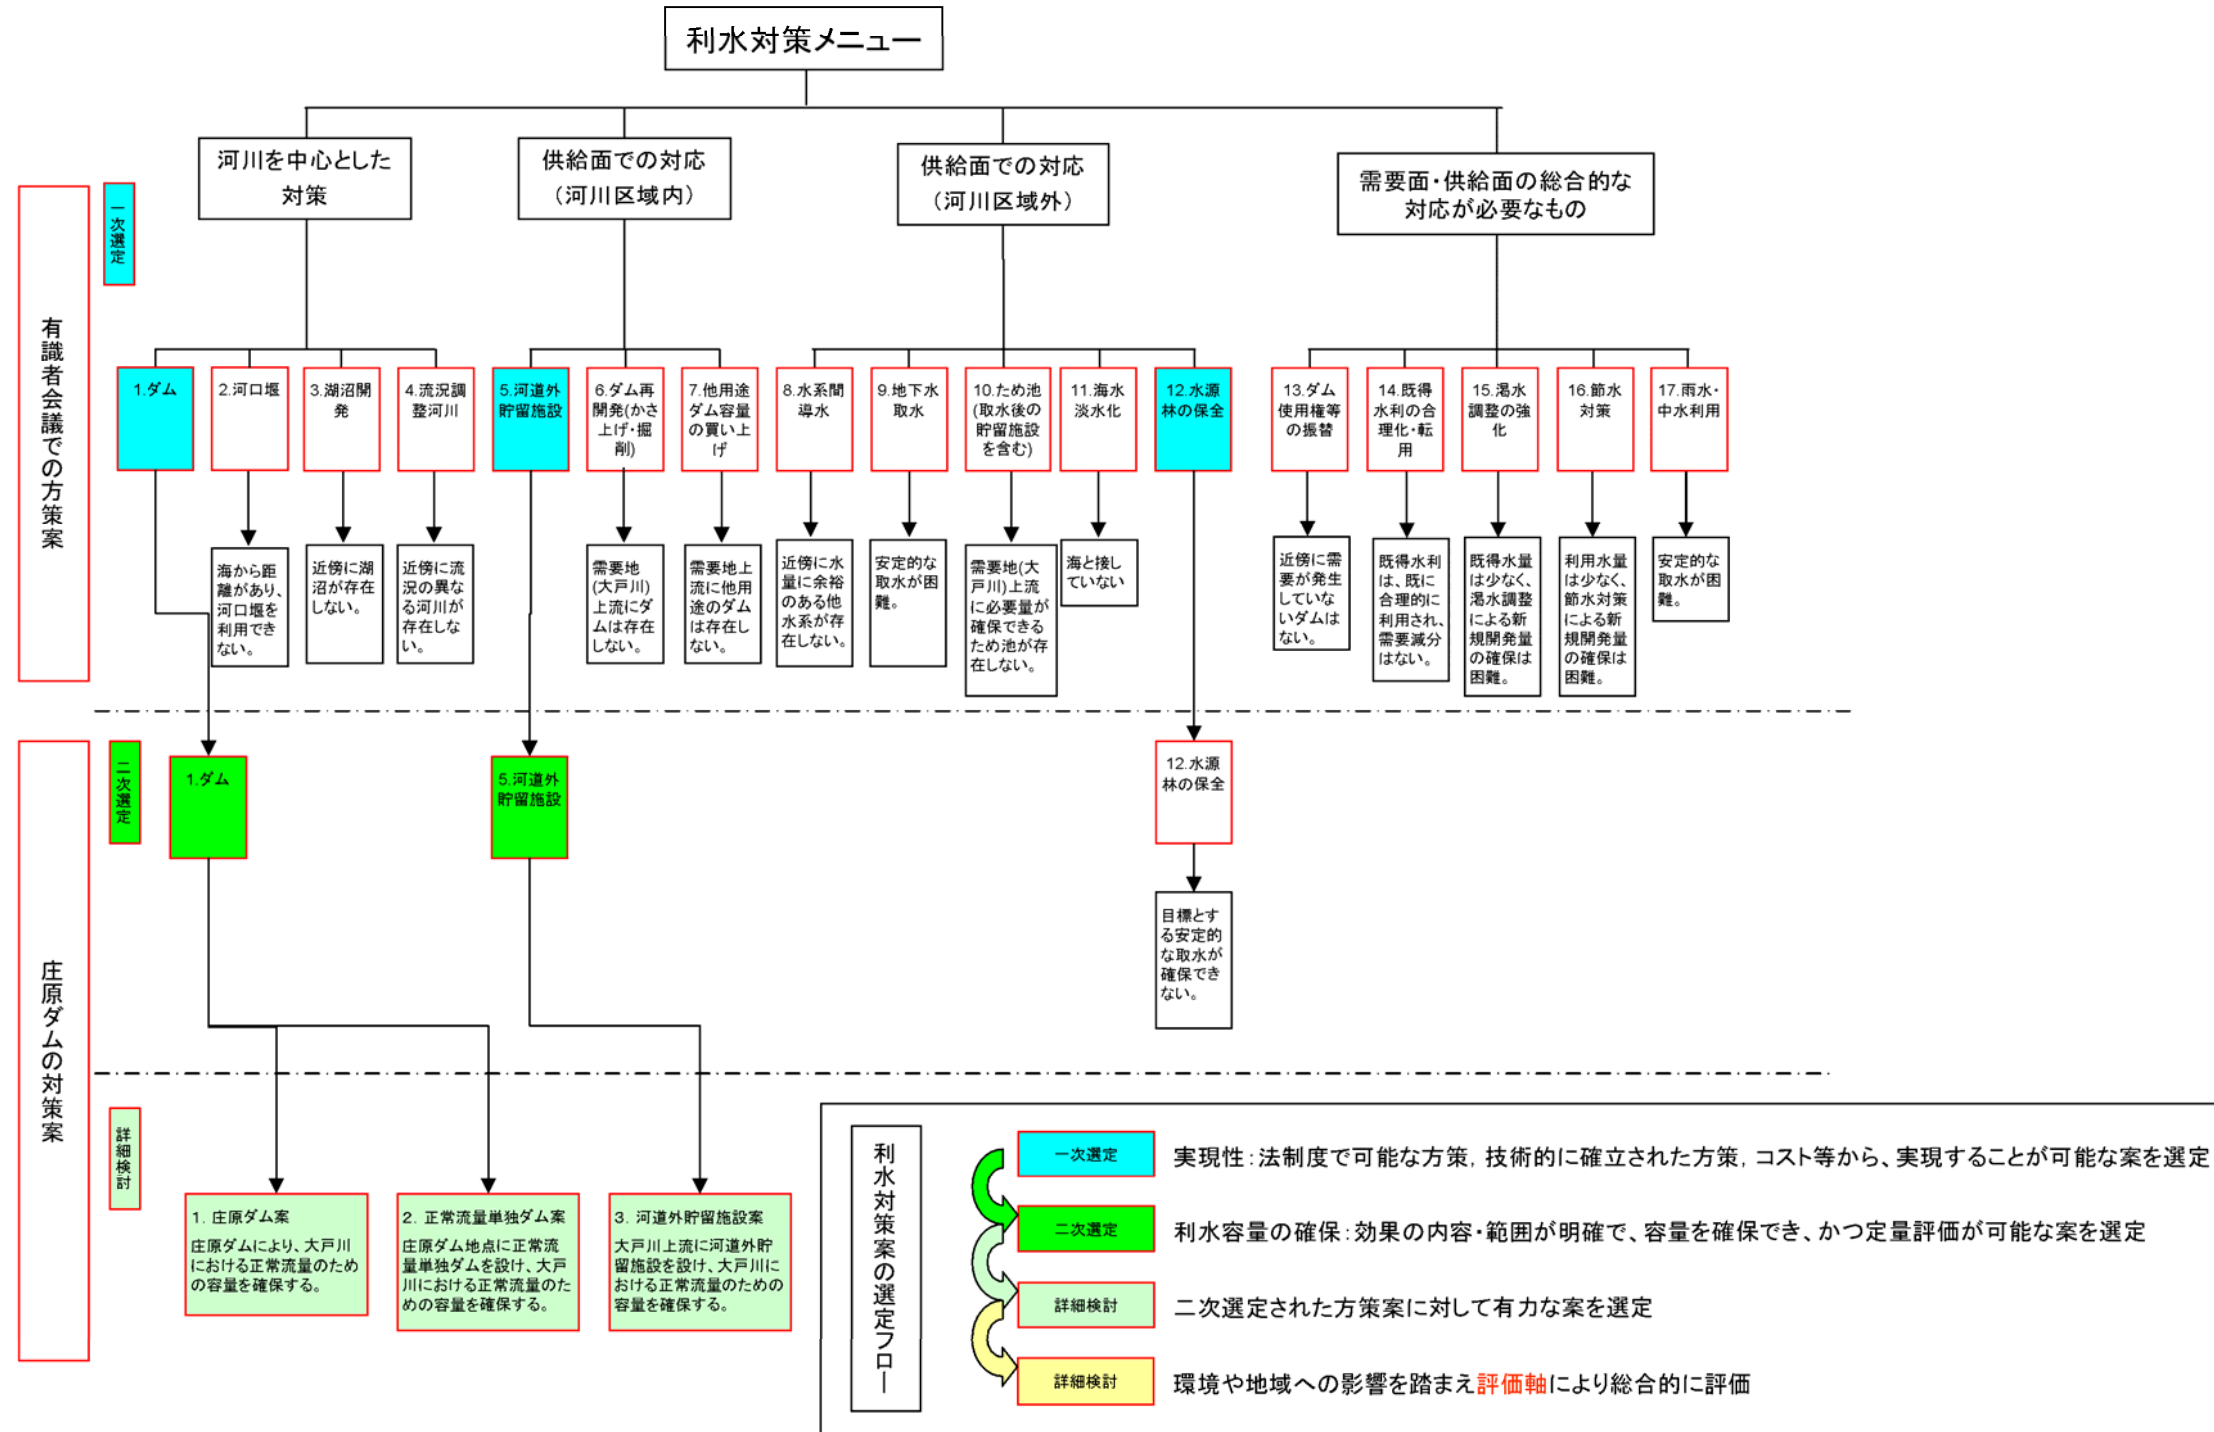 利水対策メニュー
河川を中心とした
対策
供給面での対応
（河川区域内）
供給面での対応
（河川区域外）
需要面・供給面の総合的な
対応が必要なもの
有識者会議での方策案
一次選定
1.ダム
2.河口堰
3.湖沼開
発
4.流況調
整河川
5.河道外
貯留施設
6.ダム再
開発(かさ
上げ・掘
削)
7.他用途
ダム容量
の買い上
げ
8.水系間
導水
9.地下水
取水
10.ため池
(取水後の
貯留施設
を含む)
11.海水
淡水化
12.水源
林の保全
13.ダム
使用権等
の振替
14.既得
水利の合
理化・転
用
15.渇水
調整の強
化
16.節水
対策
17.雨水・
中水利用
海から距
離があり、
河口堰を
利用でき
ない。
近傍に湖
沼が存在
しない。
近傍に流
況の異な
る河川が
存在しな
い。
需要地
(大戸川)
上流にダ
ムは存在
しない。
需要地上
流に他用
途のダム
は存在し
ない。
近傍に水
量に余裕
のある他
水系が存
在しない。
安定的な
取水が困
難。
需要地(大
戸川)上流
に必要量が
確保できる
ため池が存
在しない。
海と接し
ていない
近傍に需
要が発生
していな
いダムは
ない。
既得水利
は、既に
合理的に
利用され、
需要減分
はない。
既得水量
は少なく、
渇水調整
による新
規開発量
の確保は
困難。
利用水量
は少なく、
節水対策
による新
規開発量
の確保は
困難。
安定的な
取水が困
難。
庄原ダムの対策案
二次選定
1.ダム
5.河道外
貯留施設
12.水源
林の保全
目標とす
る安定的
な取水が
確保でき
ない。
詳細検討
1. 庄原ダム案
庄原ダムにより、大戸川
における正常流量のため
の容量を確保する。
2. 正常流量単独ダム案
庄原ダム地点に正常流
量単独ダムを設け、大戸
川における正常流量のた
めの容量を確保する。
3. 河道外貯留施設案
大戸川上流に河道外貯
留施設を設け、大戸川に
おける正常流量のための
容量を確保する。
利水対策案の選定フロー
一次選定
実現性：法制度で可能な方策，技術的に確立された方策，コスト等から、実現することが可能な案を選定
二次選定
利水容量の確保：効果の内容・範囲が明確で、容量を確保でき、かつ定量評価が可能な案を選定
詳細検討
二次選定された方策案に対して有力な案を選定
詳細検討
環境や地域への影響を踏まえ評価軸により総合的に評価